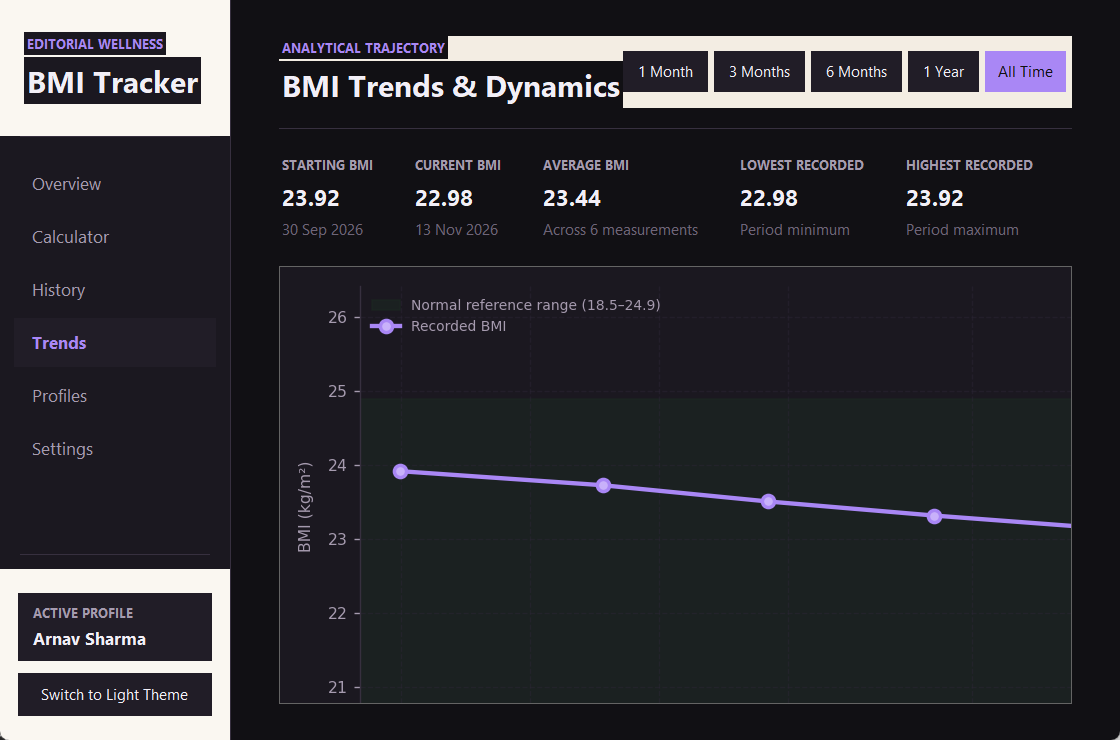 EDITORIAL WELLNESS
BMI Tracker
Overview
Calculator
History
Trends
Profiles
Settings
ACTIVE PROFILE
Arnav Sharma
Switch to Light Theme
ANALYTICAL TRAJECTORY
BMI Trends & Dynamics
1 Month
3 Months
6 Months
1 Year
All Time
STARTING BMI
23.92
30 Sep 2026
CURRENT BMI
22.98
13 Nov 2026
AVERAGE BMI
23.44
Across 6 measurements
LOWEST RECORDED
22.98
Period minimum
HIGHEST RECORDED
23.92
Period maximum
Normal reference range (18.5–24.9)
Recorded BMI
BMI (kg/m²)
26
25
24
23
22
21